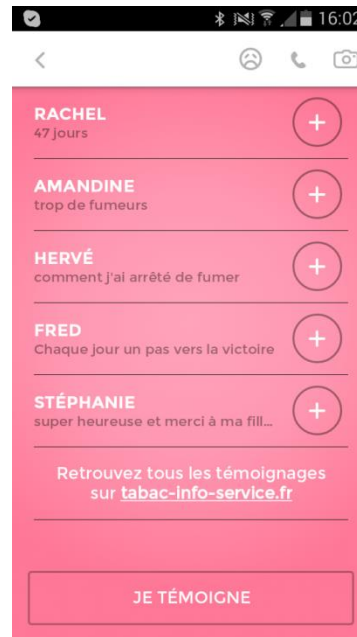 16:02
RACHEL
47 jours
AMANDINE
trop de fumeurs
HERVÉ
comment j'ai arrêté de fumer
FRED
Chaque jour un pas vers la victoire
STÉPHANIE
super heureuse et merci à ma fill...
Retrouvez tous les témoignages
sur tabac-info-service.fr
JE TÉMOIGNE